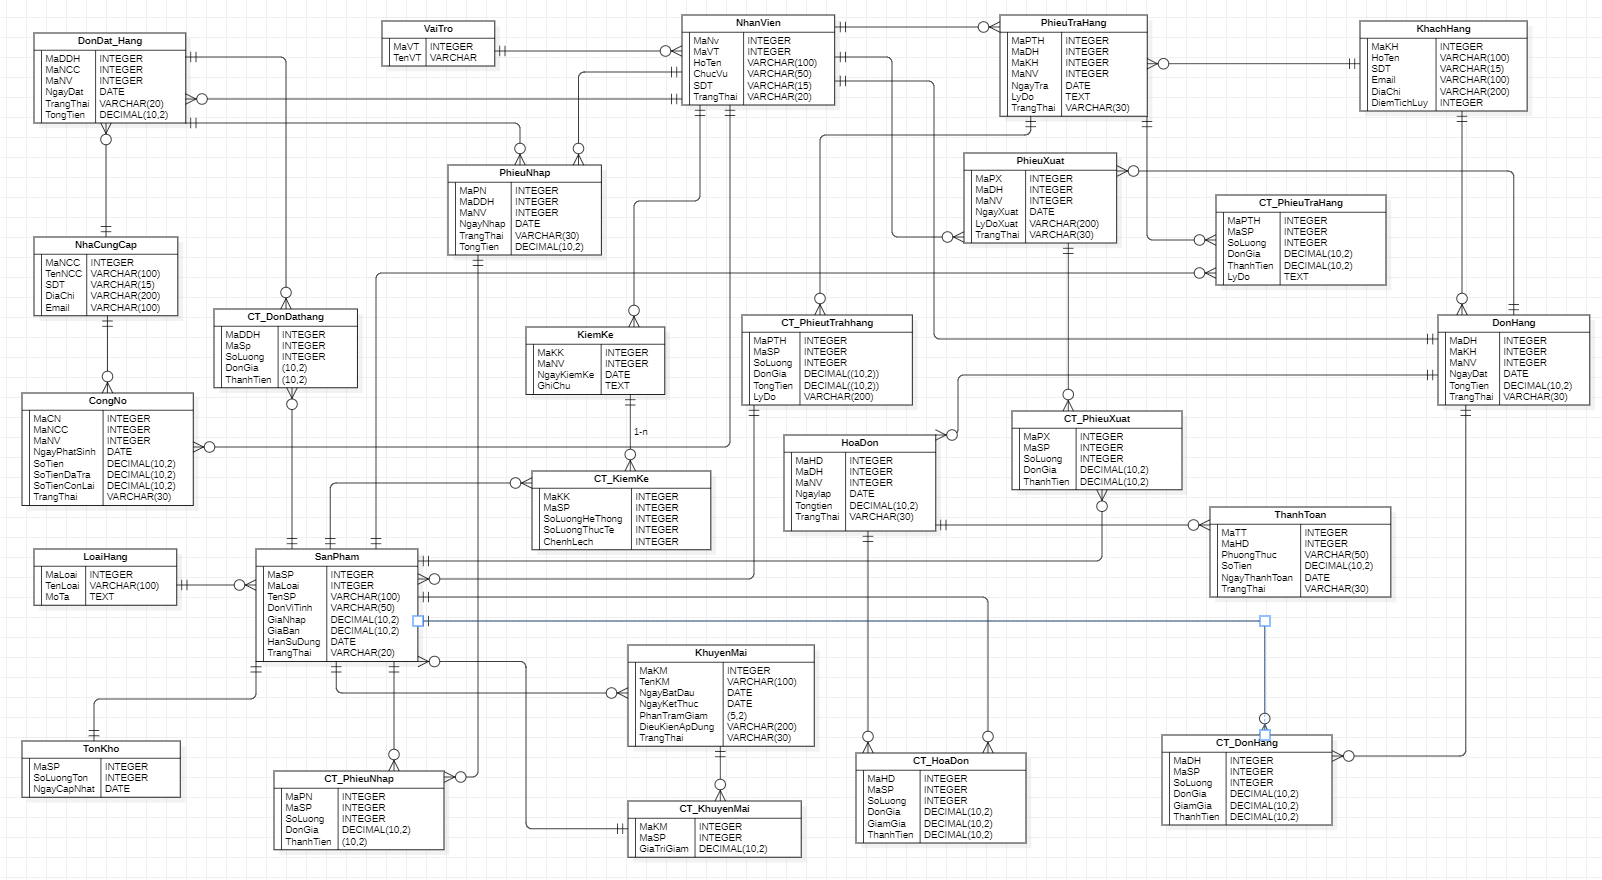 DonDat_Hang
MaDDH INTEGER
MaNCC INTEGER
MaNV INTEGER
NgayDat DATE
TrangThai VARCHAR(20)
TongTien DECIMAL(10,2)
VaiTro
MaVT INTEGER
TenVT VARCHAR
NhanVien
MaNv INTEGER
MaVT INTEGER
HoTen VARCHAR(100)
ChucVu VARCHAR(50)
SDT VARCHAR(15)
TrangThai VARCHAR(20)
PhieuTraHang
MaPTH INTEGER
MaDH INTEGER
MaKH INTEGER
MaNV INTEGER
NgayTra DATE
LyDo TEXT
TrangThai VARCHAR(30)
KhachHang
MaKH INTEGER
HoTen VARCHAR(100)
SDT VARCHAR(15)
Email VARCHAR(100)
DiaChi VARCHAR(200)
DiemTichLuy INTEGER
PhieuNhap
MaPN INTEGER
MaDDH INTEGER
MaNV INTEGER
NgayNhap DATE
TrangThai VARCHAR(30)
TongTien DECIMAL(10,2)
PhieuXuat
MaPX INTEGER
MaDH INTEGER
MaNV INTEGER
NgayXuat DATE
LyDoXuat VARCHAR(200)
TrangThai VARCHAR(30)
CT_PhieuTraHang
MaPTH INTEGER
MaSP INTEGER
SoLuong INTEGER
DonGia DECIMAL(10,2)
ThanhTien DECIMAL(10,2)
LyDo TEXT
NhaCungCap
MaNCC INTEGER
TenNCC VARCHAR(100)
SDT VARCHAR(15)
DiaChi VARCHAR(200)
Email VARCHAR(100)
CT_DonDathang
MaDDH INTEGER
MaSp INTEGER
SoLuong INTEGER
DonGia (10,2)
ThanhTien (10,2)
KiemKe
MaKK INTEGER
MaNV INTEGER
NgayKiemKe DATE
GhiChu TEXT
1-n
CT_PhieutTrahhang
MaPTH INTEGER
MaSP INTEGER
SoLuong INTEGER
DonGia DECIMAL((10,2))
TongTien DECIMAL((10,2))
LyDo VARCHAR(200)
DonHang
MaDH INTEGER
MaKH INTEGER
MaNV INTEGER
NgayDat DATE
TongTien DECIMAL(10,2)
TrangThai VARCHAR(30)
CongNo
MaCN INTEGER
MaNCC INTEGER
MaNV INTEGER
NgayPhatSinh DATE
SoTien DECIMAL(10,2)
SoTienDaTra DECIMAL(10,2)
SoTienConLai DECIMAL(10,2)
TrangThai VARCHAR(30)
CT_PhieuXuat
MaPX INTEGER
MaSP INTEGER
SoLuong INTEGER
DonGia DECIMAL(10,2)
ThanhTien DECIMAL(10,2)
HoaDon
MaHD INTEGER
MaDH INTEGER
MaNV INTEGER
Ngaylap DATE
Tongtien DECIMAL(10,2)
TrangThai VARCHAR(30)
CT_KiemKe
MaKK INTEGER
MaSP INTEGER
SoLuongHeThong INTEGER
SoLuongThucTe INTEGER
ChenhLech INTEGER
ThanhToan
MaTT INTEGER
MaHD INTEGER
PhuongThuc VARCHAR(50)
SoTien DECIMAL(10,2)
NgayThanhToan DATE
TrangThai VARCHAR(30)
LoaiHang
MaLoai INTEGER
TenLoai VARCHAR(100)
MoTa TEXT
SanPham
MaSP INTEGER
MaLoai INTEGER
TenSP VARCHAR(100)
DonViTinh VARCHAR(50)
GiaNhap DECIMAL(10,2)
GiaBan DECIMAL(10,2)
HanSuDung DATE
TrangThai VARCHAR(20)
KhuyenMai
MaKM INTEGER
TenKM VARCHAR(100)
NgayBatDau DATE
NgayKetThuc DATE
PhanTramGiam (5,2)
DieuKienApDung VARCHAR(200)
TrangThai VARCHAR(30)
TonKho
MaSP INTEGER
SoLuongTon INTEGER
NgayCapNhat DATE
CT_PhieuNhap
MaPN INTEGER
MaSP INTEGER
SoLuong INTEGER
DonGia DECIMAL(10,2)
ThanhTien (10,2)
CT_KhuyenMai
MaKM INTEGER
MaSP INTEGER
GiaTriGiam DECIMAL(10,2)
CT_HoaDon
MaHD INTEGER
MaSP INTEGER
SoLuong INTEGER
DonGia DECIMAL(10,2)
GiamGia DECIMAL(10,2)
ThanhTien DECIMAL(10,2)
CT_DonHang
MaDH INTEGER
MaSP INTEGER
SoLuong INTEGER
DonGia DECIMAL(10,2)
GiamGia DECIMAL(10,2)
ThanhTien DECIMAL(10,2)